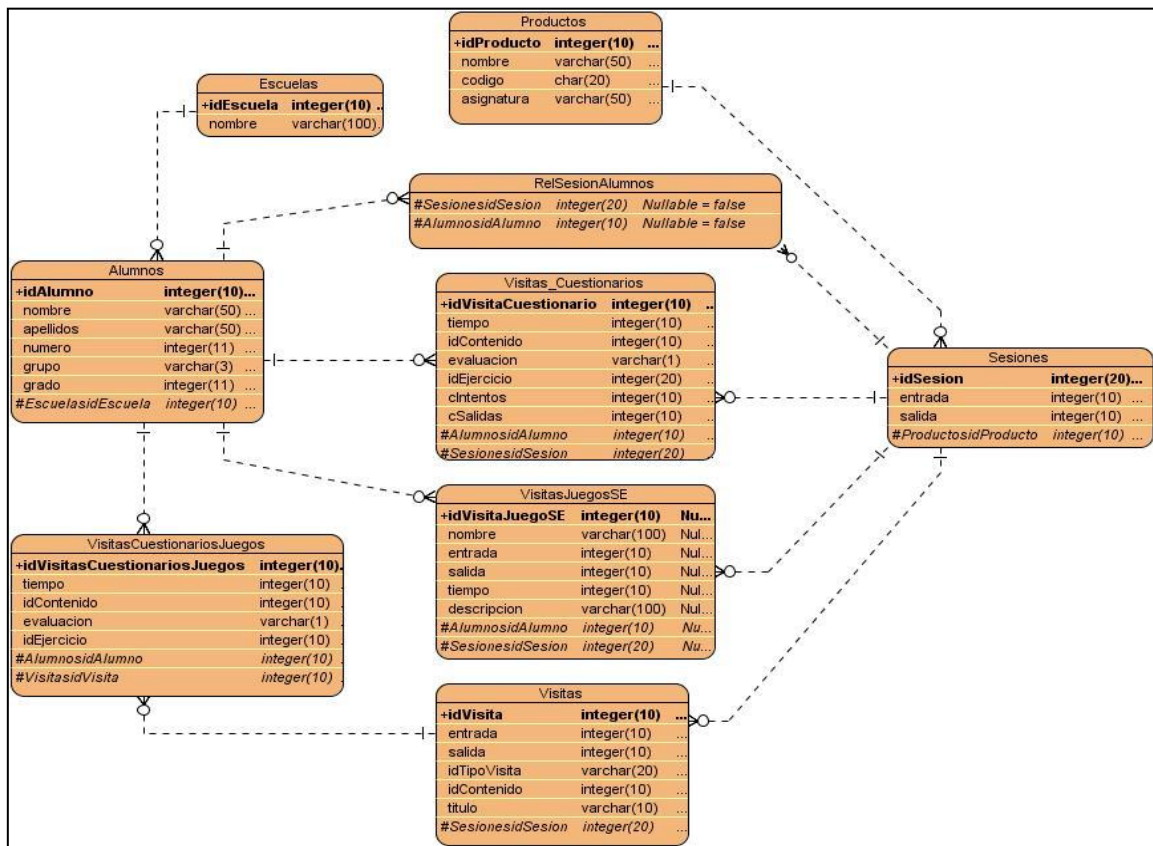 Productos
+idProducto integer(10) ...
nombre varchar(50) ...
codigo char(20) ...
asignatura varchar(50) ...
Escuelas
+idEscuela integer(10) ..
nombre varchar(100)..
RelSesionAlumnos
#SesionesidSesion integer(20) Nullable = false
#AlumnosidAlumno integer(10) Nullable = false
Alumnos
+idAlumno integer(10)...
nombre varchar(50) ...
apellidos varchar(50) ...
numero integer(11) ...
grupo varchar(3) ...
grado integer(11) ...
#EscuelasidEscuela integer(10) ...
Visitas_Cuestionarios
+idVisitaCuestionario integer(10) ..
tiempo integer(10) ..
idContenido integer(10) ..
evaluacion varchar(1) ..
idEjercicio integer(20) ..
cIntentos integer(10) ..
cSalidas integer(10) ..
#AlumnosidAlumno integer(10) ..
#SesionesidSesion integer(20) ..
Sesiones
+idSesion integer(20)...
entrada integer(10) ...
salida integer(10) ...
#ProductosidProducto integer(10) ...
VisitasJuegosSE
+idVisitaJuegoSE integer(10) Nu...
nombre varchar(100) Nul...
entrada integer(10) Nul...
salida integer(10) Nul...
tiempo integer(10) Nul...
descripcion varchar(100) Nul...
#AlumnosidAlumno integer(10) Nu...
#SesionesidSesion integer(20) Nu...
VisitasCuestionariosJuegos
+idVisitasCuestionariosJuegos integer(10).
tiempo integer(10) .
idContenido integer(10) .
evaluacion varchar(1) .
idEjercicio integer(10) .
#AlumnosidAlumno integer(10) .
#VisitasidVisita integer(10) .
Visitas
+idVisita integer(10) ...
entrada integer(10) ...
salida integer(10) ...
idTipoVisita varchar(20) ...
idContenido integer(10) ...
titulo varchar(10) ...
#SesionesidSesion integer(20) ...